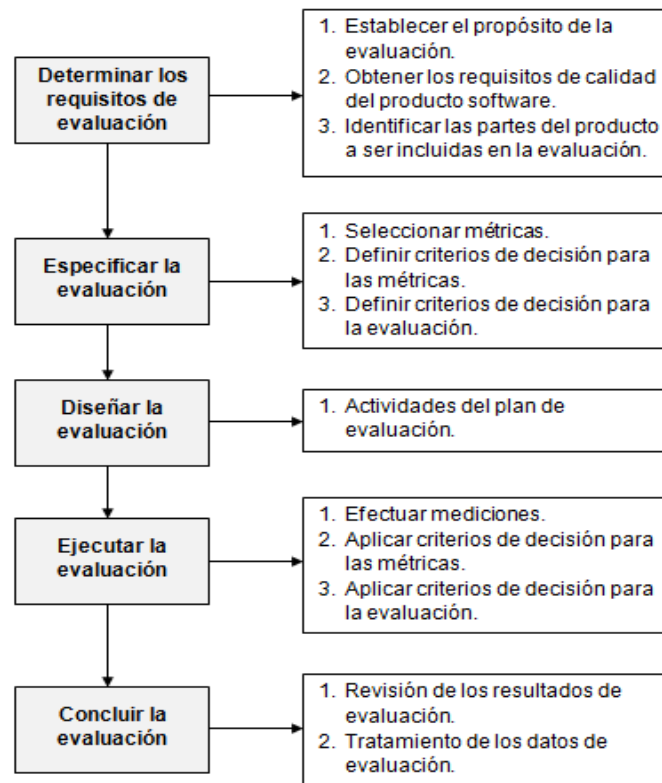 Determinar los
requisitos de
evaluación
1. Establecer el propósito de la
evaluación.
2. Obtener los requisitos de calidad
del producto software.
3. Identificar las partes del producto
a ser incluidas en la evaluación.
Especificar la
evaluación
1. Seleccionar métricas.
2. Definir criterios de decisión para
las métricas.
3. Definir criterios de decisión para
la evaluación.
Diseñar la
evaluación
1. Actividades del plan de
evaluación.
Ejecutar la
evaluación
1. Efectuar mediciones.
2. Aplicar criterios de decisión para
las métricas.
3. Aplicar criterios de decisión para
la evaluación.
Concluir la
evaluación
1. Revisión de los resultados de
evaluación.
2. Tratamiento de los datos de
evaluación.